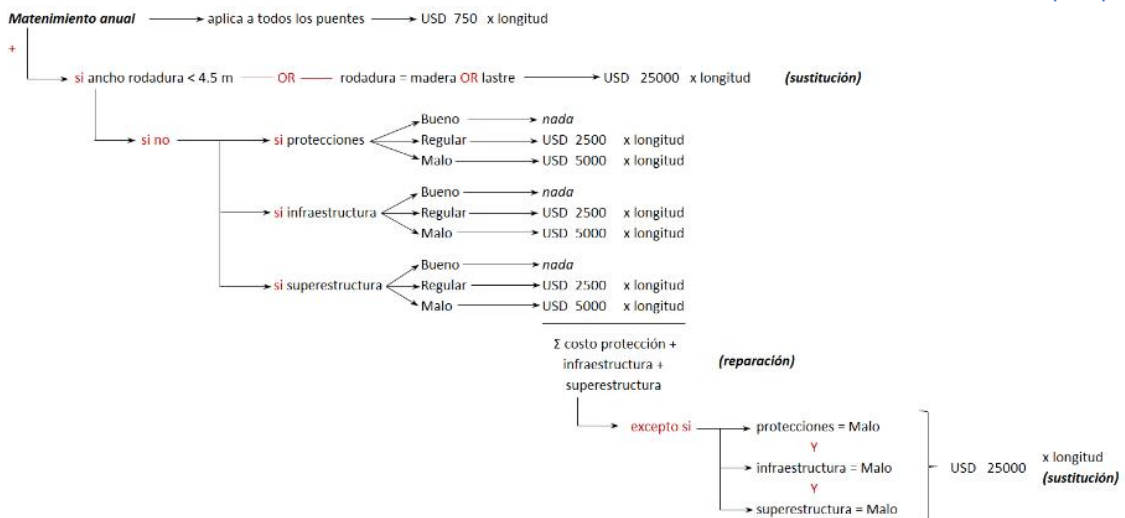 Matenimiento anual aplica a todos los puentes USD 750 x longitud
+
si ancho rodadura < 4.5 m OR rodadura = madera OR lastre USD 25000 x longitud (sustitución)
si no si protecciones Bueno nada
Regular USD 2500 x longitud
Malo USD 5000 x longitud
si infraestructura Bueno nada
Regular USD 2500 x longitud
Malo USD 5000 x longitud
si superestructura Bueno nada
Regular USD 2500 x longitud
Malo USD 5000 x longitud
Σ costo protección +
infraestructura +
superestructura
(reparación)
excepto si protecciones = Malo
Y
infraestructura = Malo
Y
superestructura = Malo
USD 25000 x longitud
(sustitución)